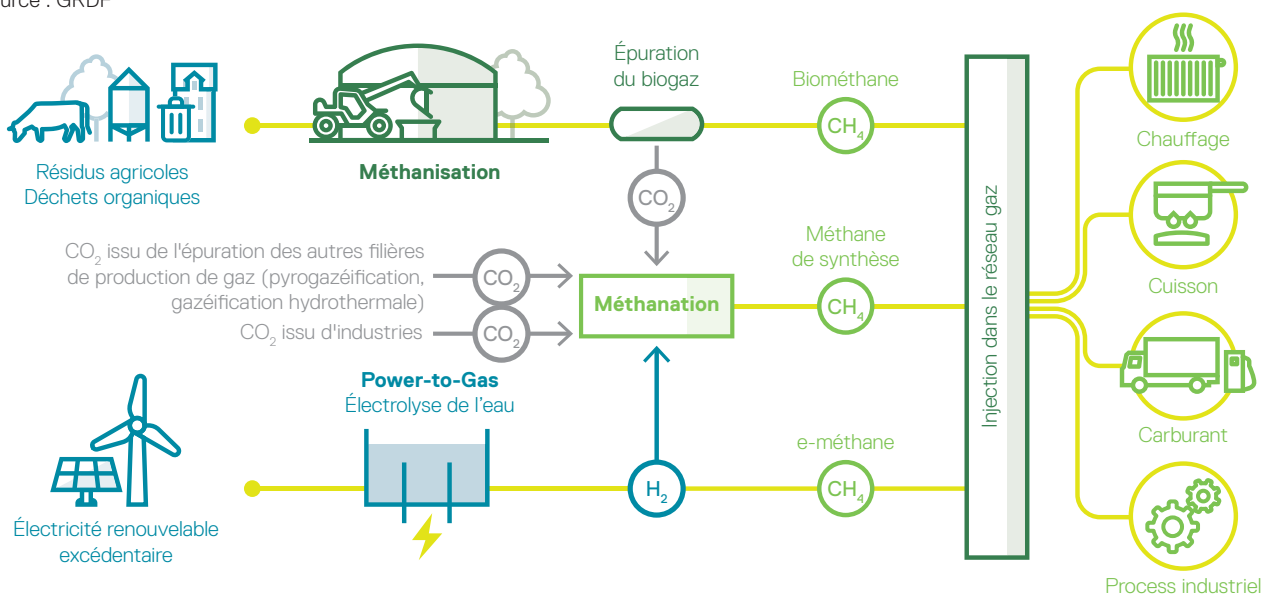 Épuration
du biogaz
Biométhane
CH₄
Chauffage
Résidus agricoles
Déchets organiques
Méthanisation
CO₂
CO₂ issu de l'épuration des autres filières
de production de gaz (pyrogazéification,
gazéification hydrothermale)
CO₂
CO₂ issu d'industries
CO₂
Méthanation
Méthane
de synthèse
CH₄
Injection dans le réseau gaz
Cuisson
Power-to-Gas
Électrolyse de l'eau
Électricité renouvelable
excédentaire
H₂
e-méthane
CH₄
Carburant
Process industriel